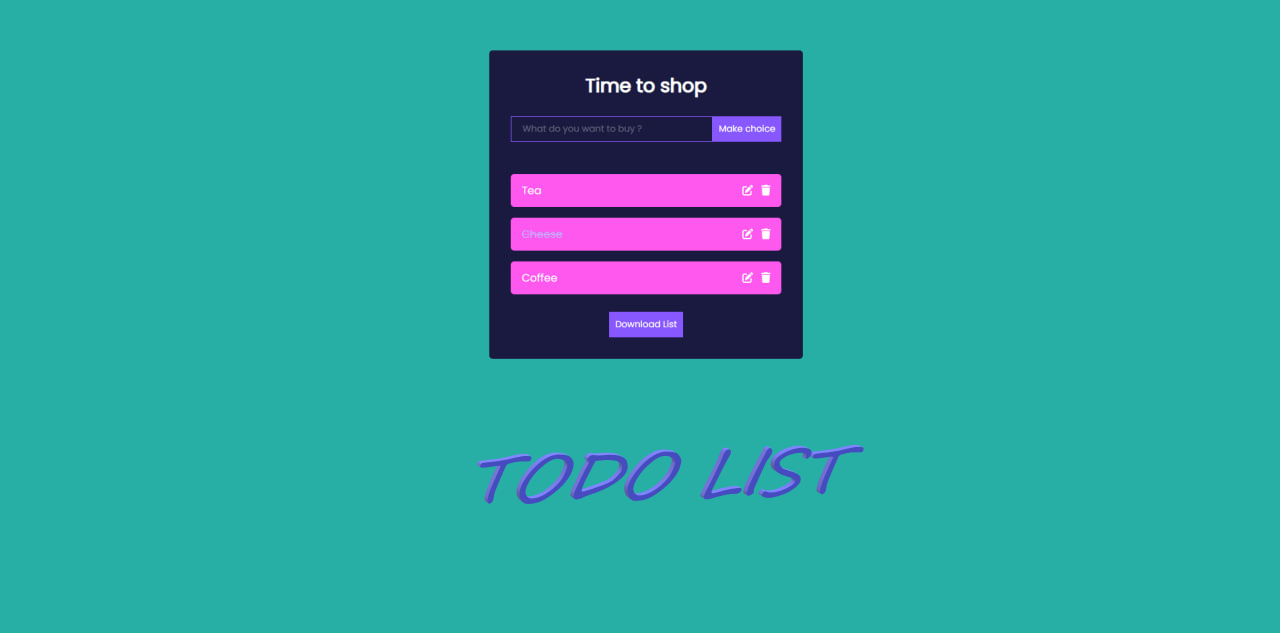 Time to shop
What do you want to buy ?
Make choice
Tea
Cheese
Coffee
Download List
TODO LIST